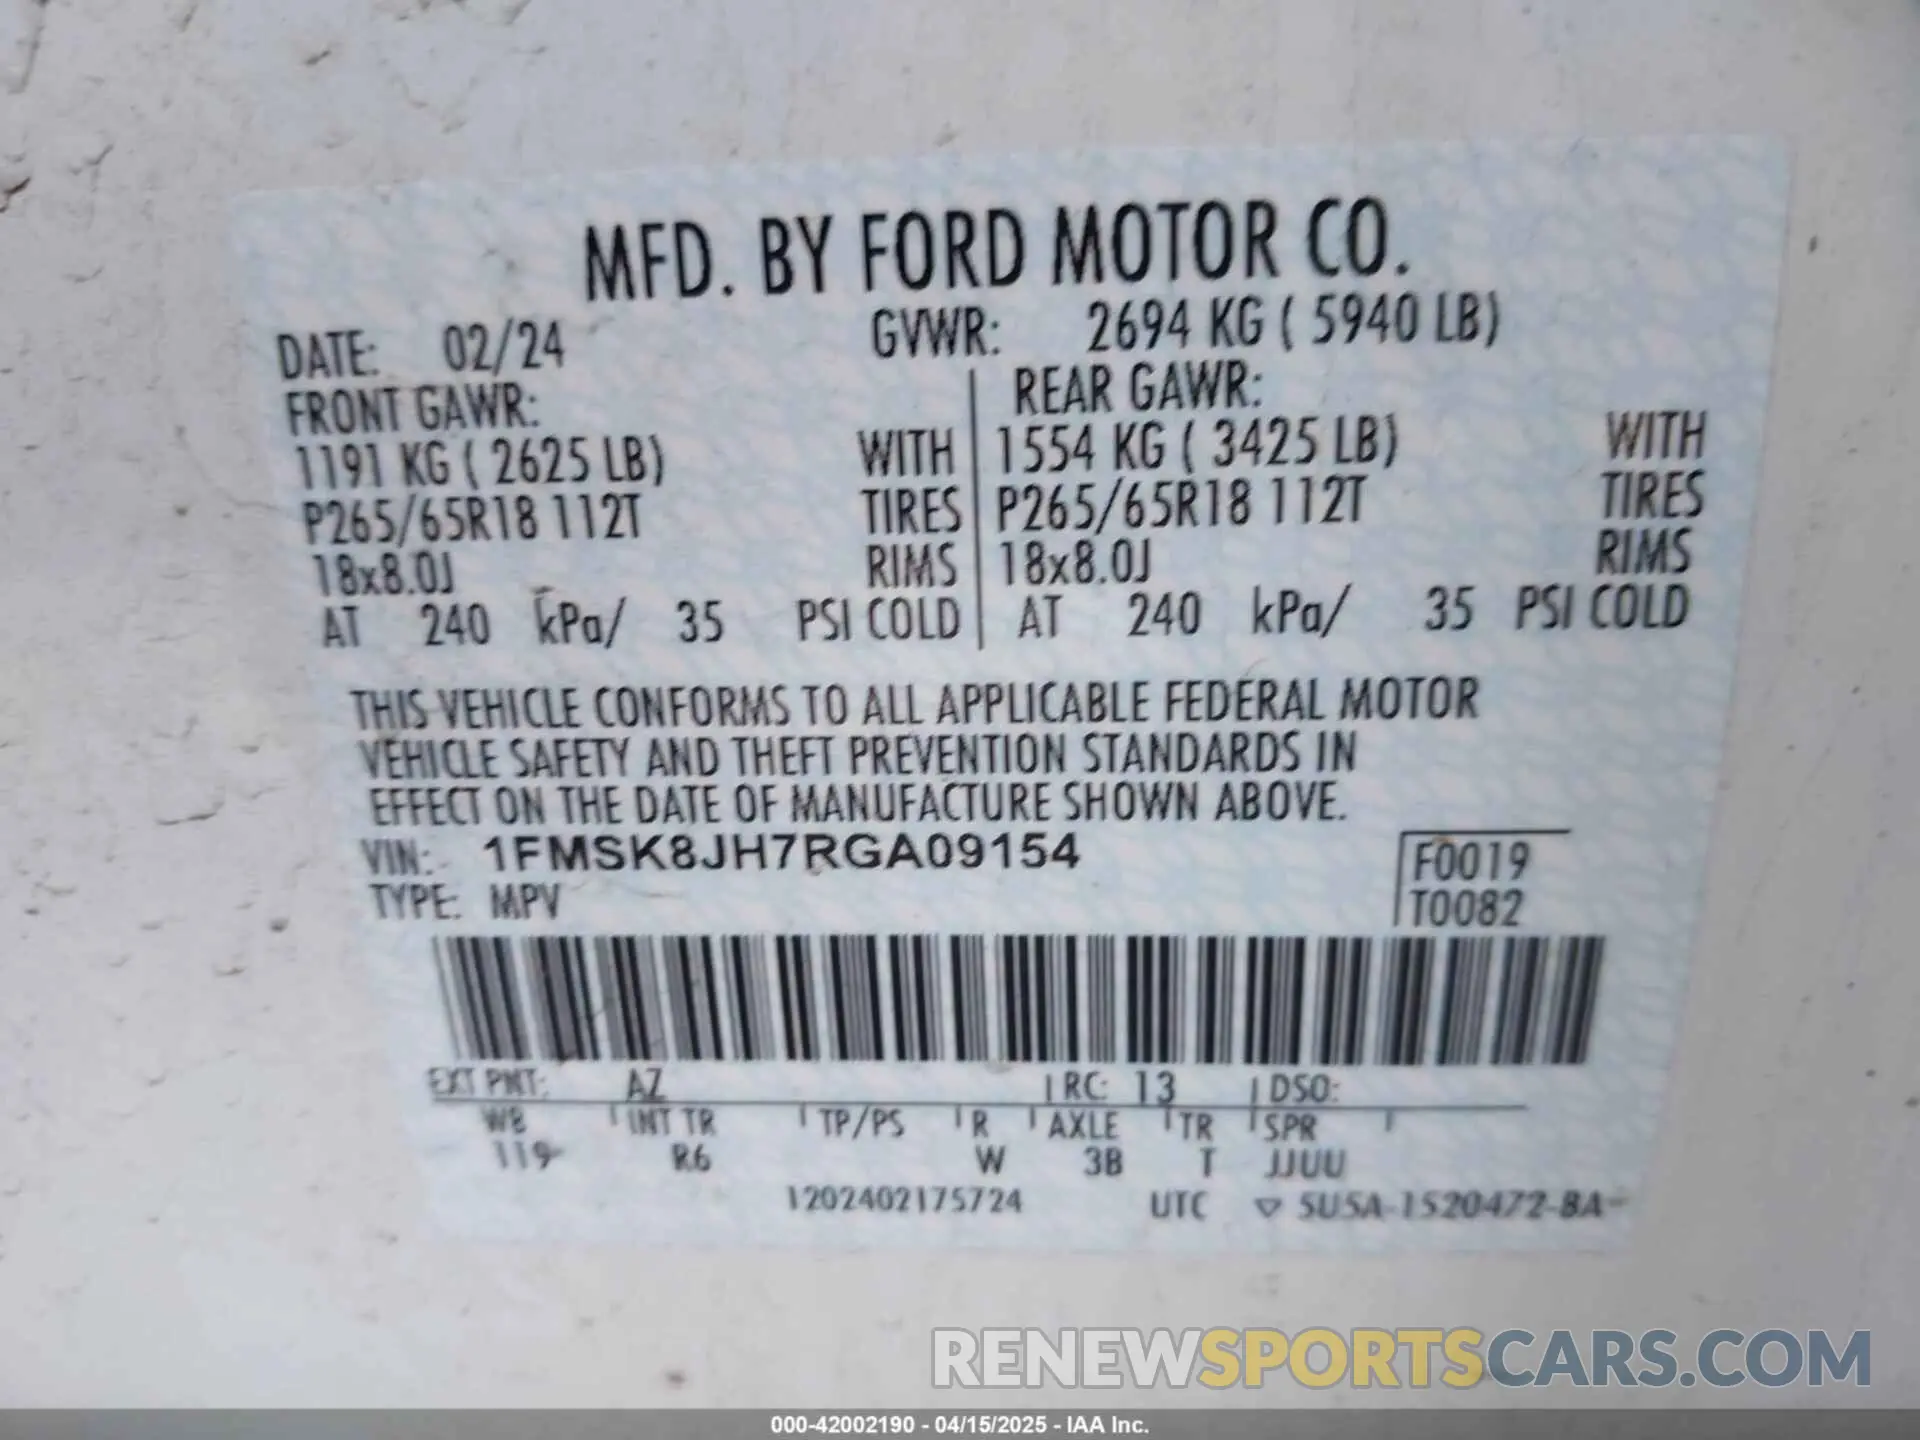 MFD. BY FORD MOTOR CO.
DATE: 02/24 GVWR: 2694 KG ( 5940 LB)
FRONT GAWR: REAR GAWR:
1191 KG ( 2625 LB) WITH 1554 KG ( 3425 LB) WITH
P265/65R18 112T TIRES P265/65R18 112T TIRES
18x8.0J RIMS 18x8.0J RIMS
AT 240 kPa/ 35 PSI COLD AT 240 kPa/ 35 PSI COLD
THIS VEHICLE CONFORMS TO ALL APPLICABLE FEDERAL MOTOR
VEHICLE SAFETY AND THEFT PREVENTION STANDARDS IN
EFFECT ON THE DATE OF MANUFACTURE SHOWN ABOVE.
VIN: 1FMSK8JH7RGA09154 F0019
TYPE: MPV T0082
EXT PNT: AZ RC: 13 DSO:
WB INT TR TP/PS R AXLE TR SPR
119 R6 W 3B T JJUU
1202402175724 UTC ▽ 5U5A-1520472-BA-
RENEWSPORTSCARS.COM
000-42002190 - 04/15/2025 - IAA Inc.